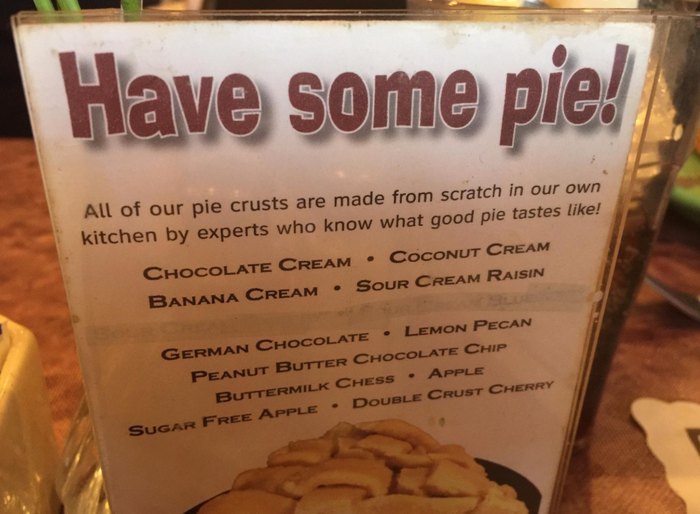 Have some pie!
All of our pie crusts are made from scratch in our own
kitchen by experts who know what good pie tastes like!
CHOCOLATE CREAM • COCONUT CREAM
BANANA CREAM • SOUR CREAM RAISIN
GERMAN CHOCOLATE • LEMON PECAN
PEANUT BUTTER CHOCOLATE CHIP
BUTTERMILK CHESS • APPLE
SUGAR FREE APPLE • DOUBLE CRUST CHERRY